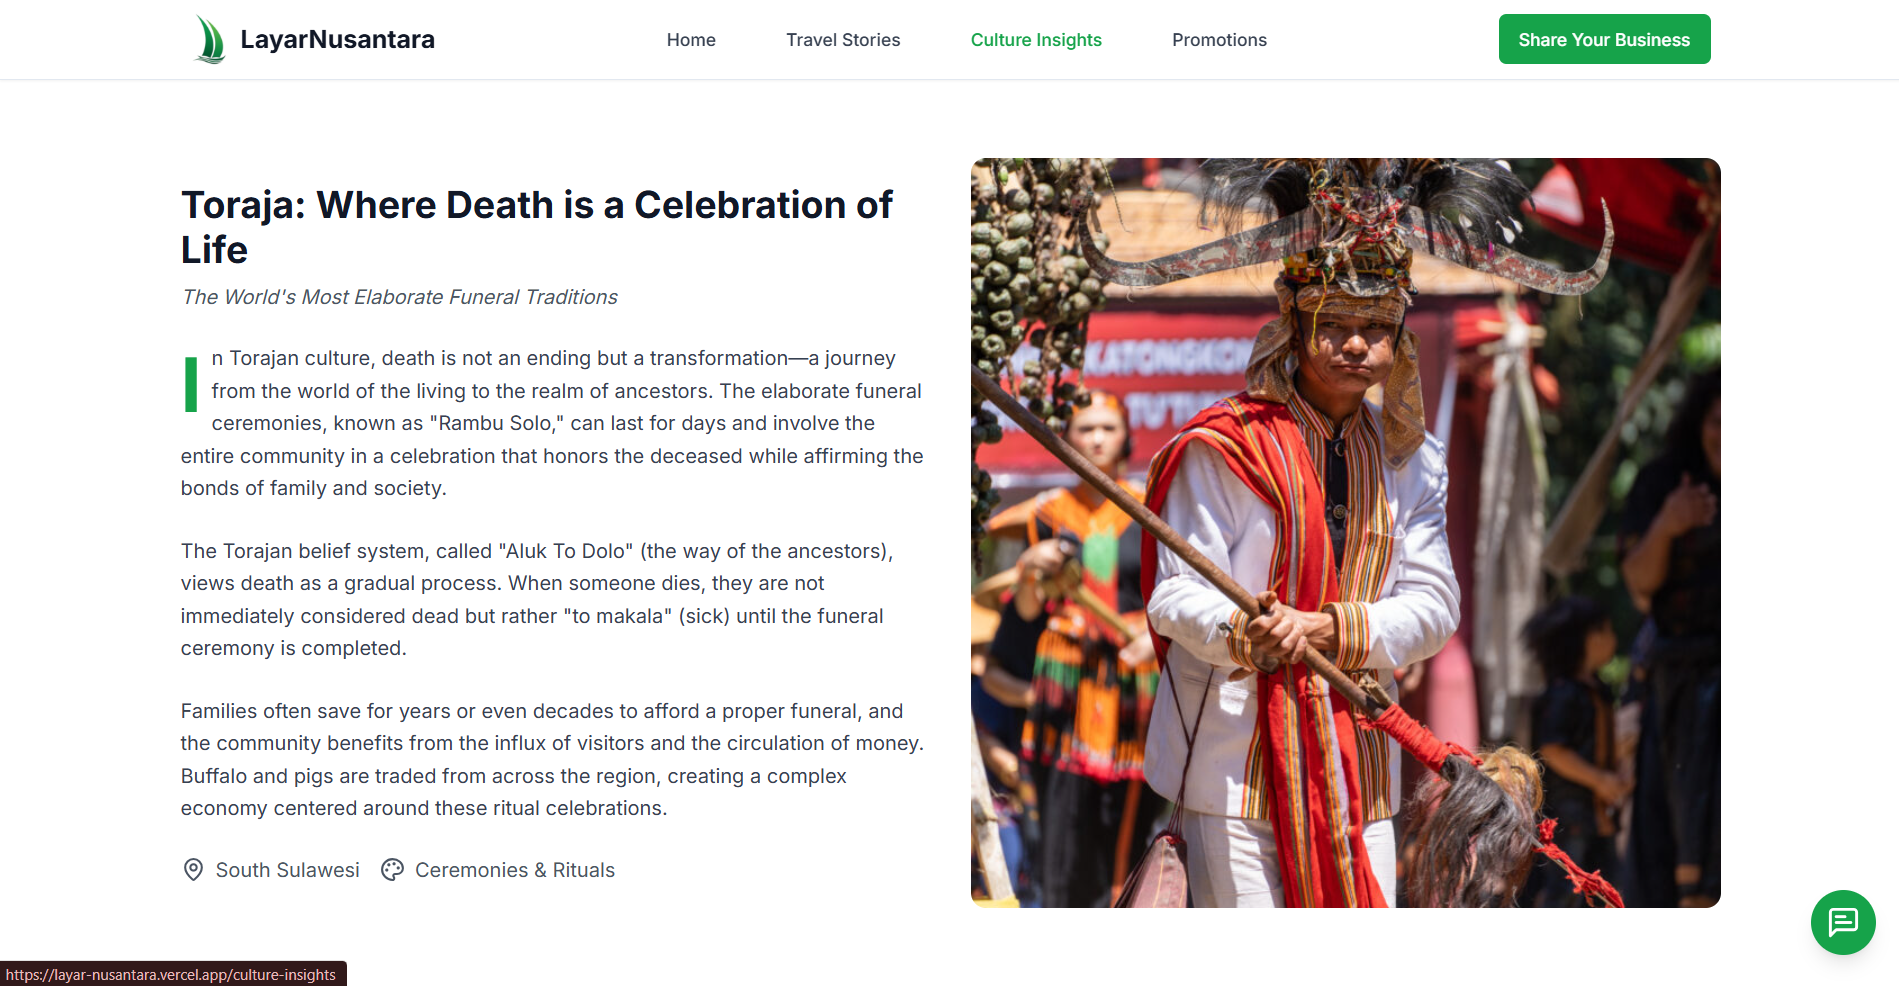 LayarNusantara
Home
Travel Stories
Culture Insights
Promotions
Share Your Business
Toraja: Where Death is a Celebration of
Life
The World's Most Elaborate Funeral Traditions
In Torajan culture, death is not an ending but a transformation—a journey
from the world of the living to the realm of ancestors. The elaborate funeral
ceremonies, known as "Rambu Solo," can last for days and involve the
entire community in a celebration that honors the deceased while affirming the
bonds of family and society.
The Torajan belief system, called "Aluk To Dolo" (the way of the ancestors),
views death as a gradual process. When someone dies, they are not
immediately considered dead but rather "to makala" (sick) until the funeral
ceremony is completed.
Families often save for years or even decades to afford a proper funeral, and
the community benefits from the influx of visitors and the circulation of money.
Buffalo and pigs are traded from across the region, creating a complex
economy centered around these ritual celebrations.
South Sulawesi
Ceremonies & Rituals
https://layar-nusantara.vercel.app/culture-insights